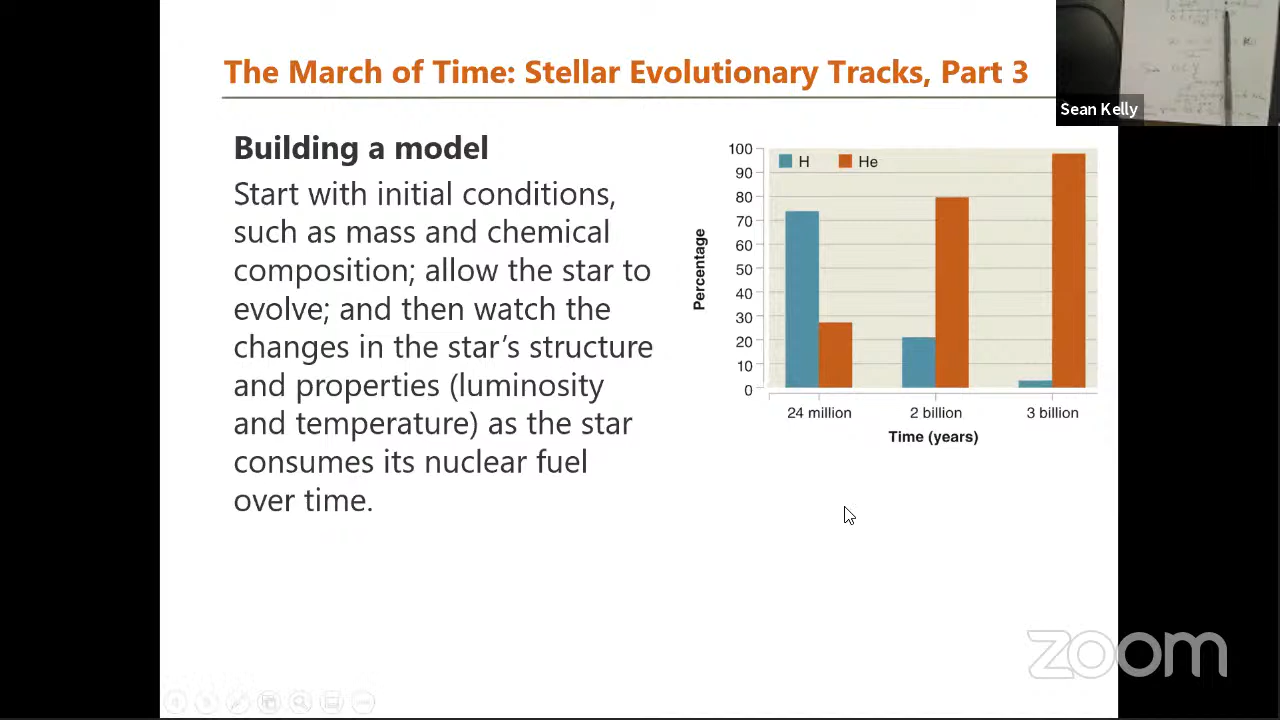 The March of Time: Stellar Evolutionary Tracks, Part 3
Sean Kelly
Building a model
Start with initial conditions,
such as mass and chemical
composition; allow the star to
evolve; and then watch the
changes in the star’s structure
and properties (luminosity
and temperature) as the star
consumes its nuclear fuel
over time.
H He
Percentage
100
90
80
70
60
50
40
30
20
10
0
24 million 2 billion 3 billion
Time (years)
zoom